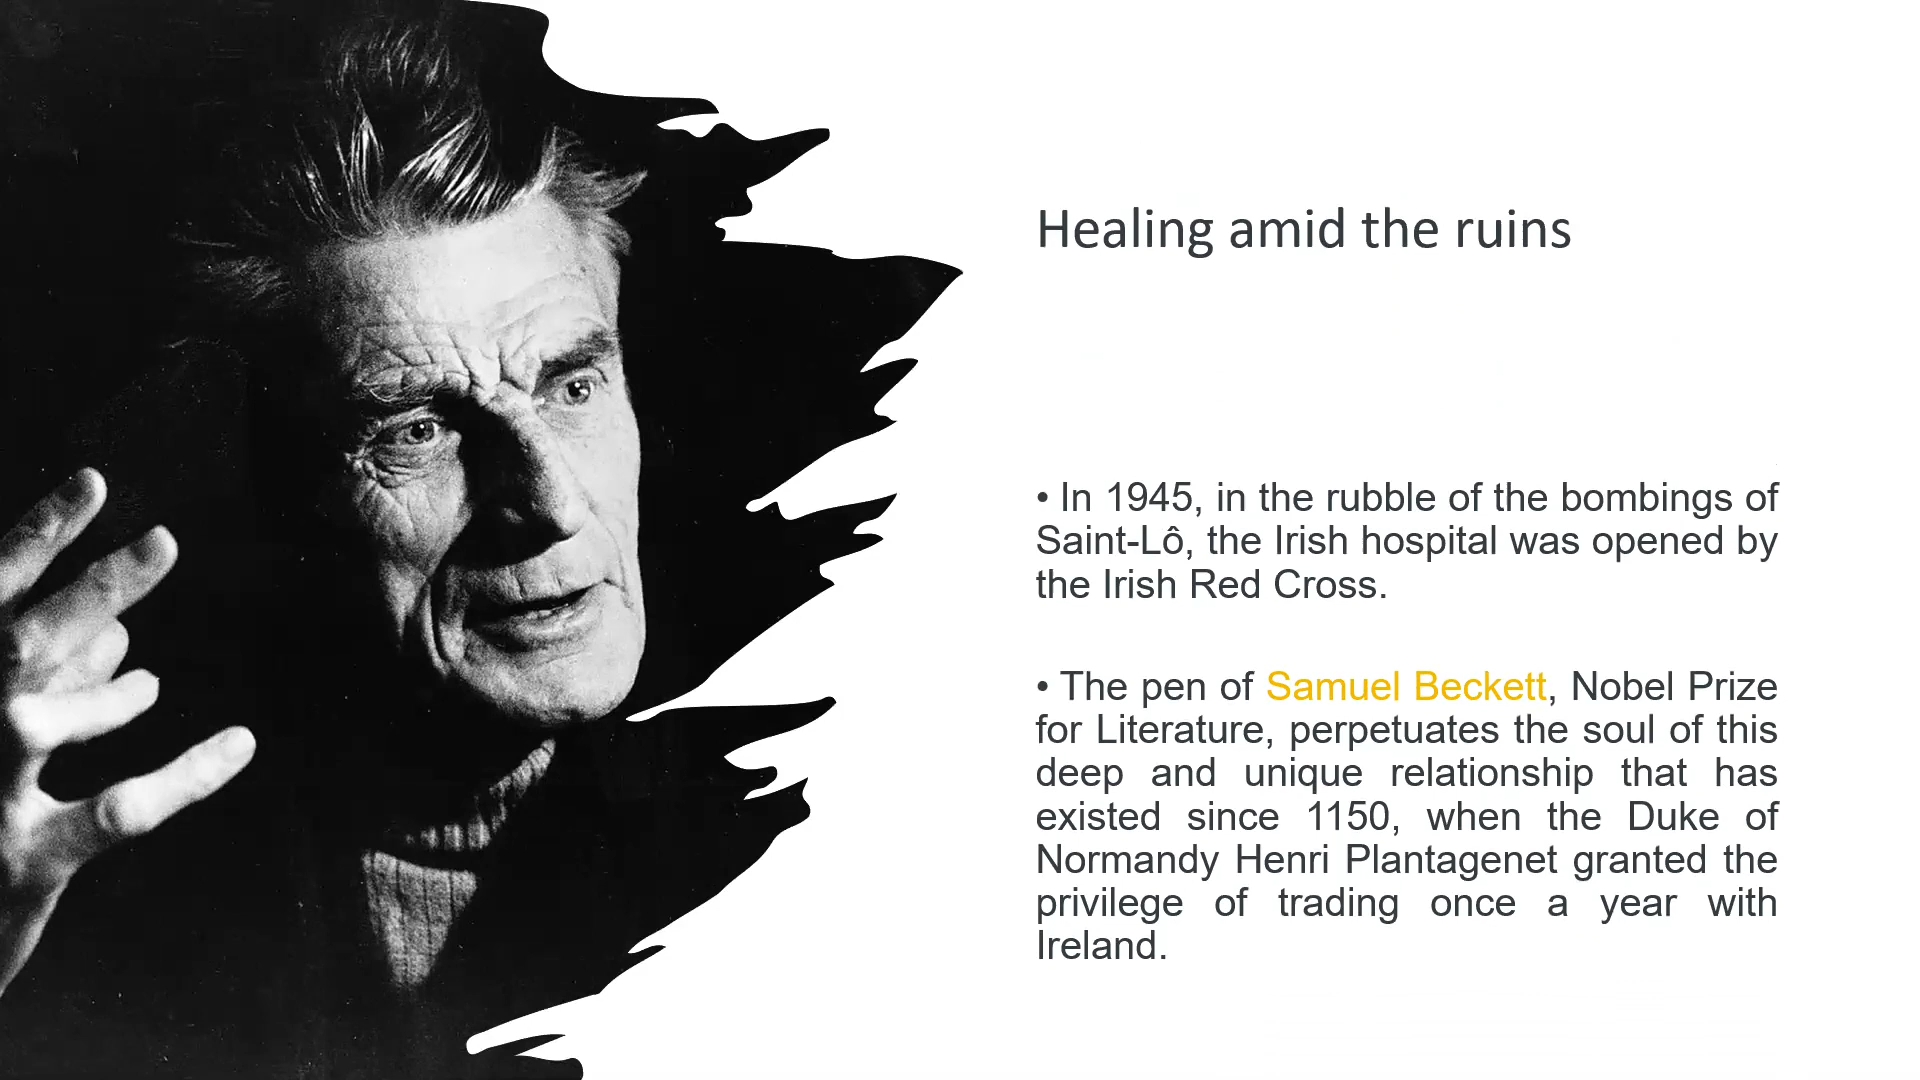 Healing amid the ruins
• In 1945, in the rubble of the bombings of
Saint-Lô, the Irish hospital was opened by
the Irish Red Cross.
• The pen of Samuel Beckett, Nobel Prize
for Literature, perpetuates the soul of this
deep and unique relationship that has
existed since 1150, when the Duke of
Normandy Henri Plantagenet granted the
privilege of trading once a year with
Ireland.